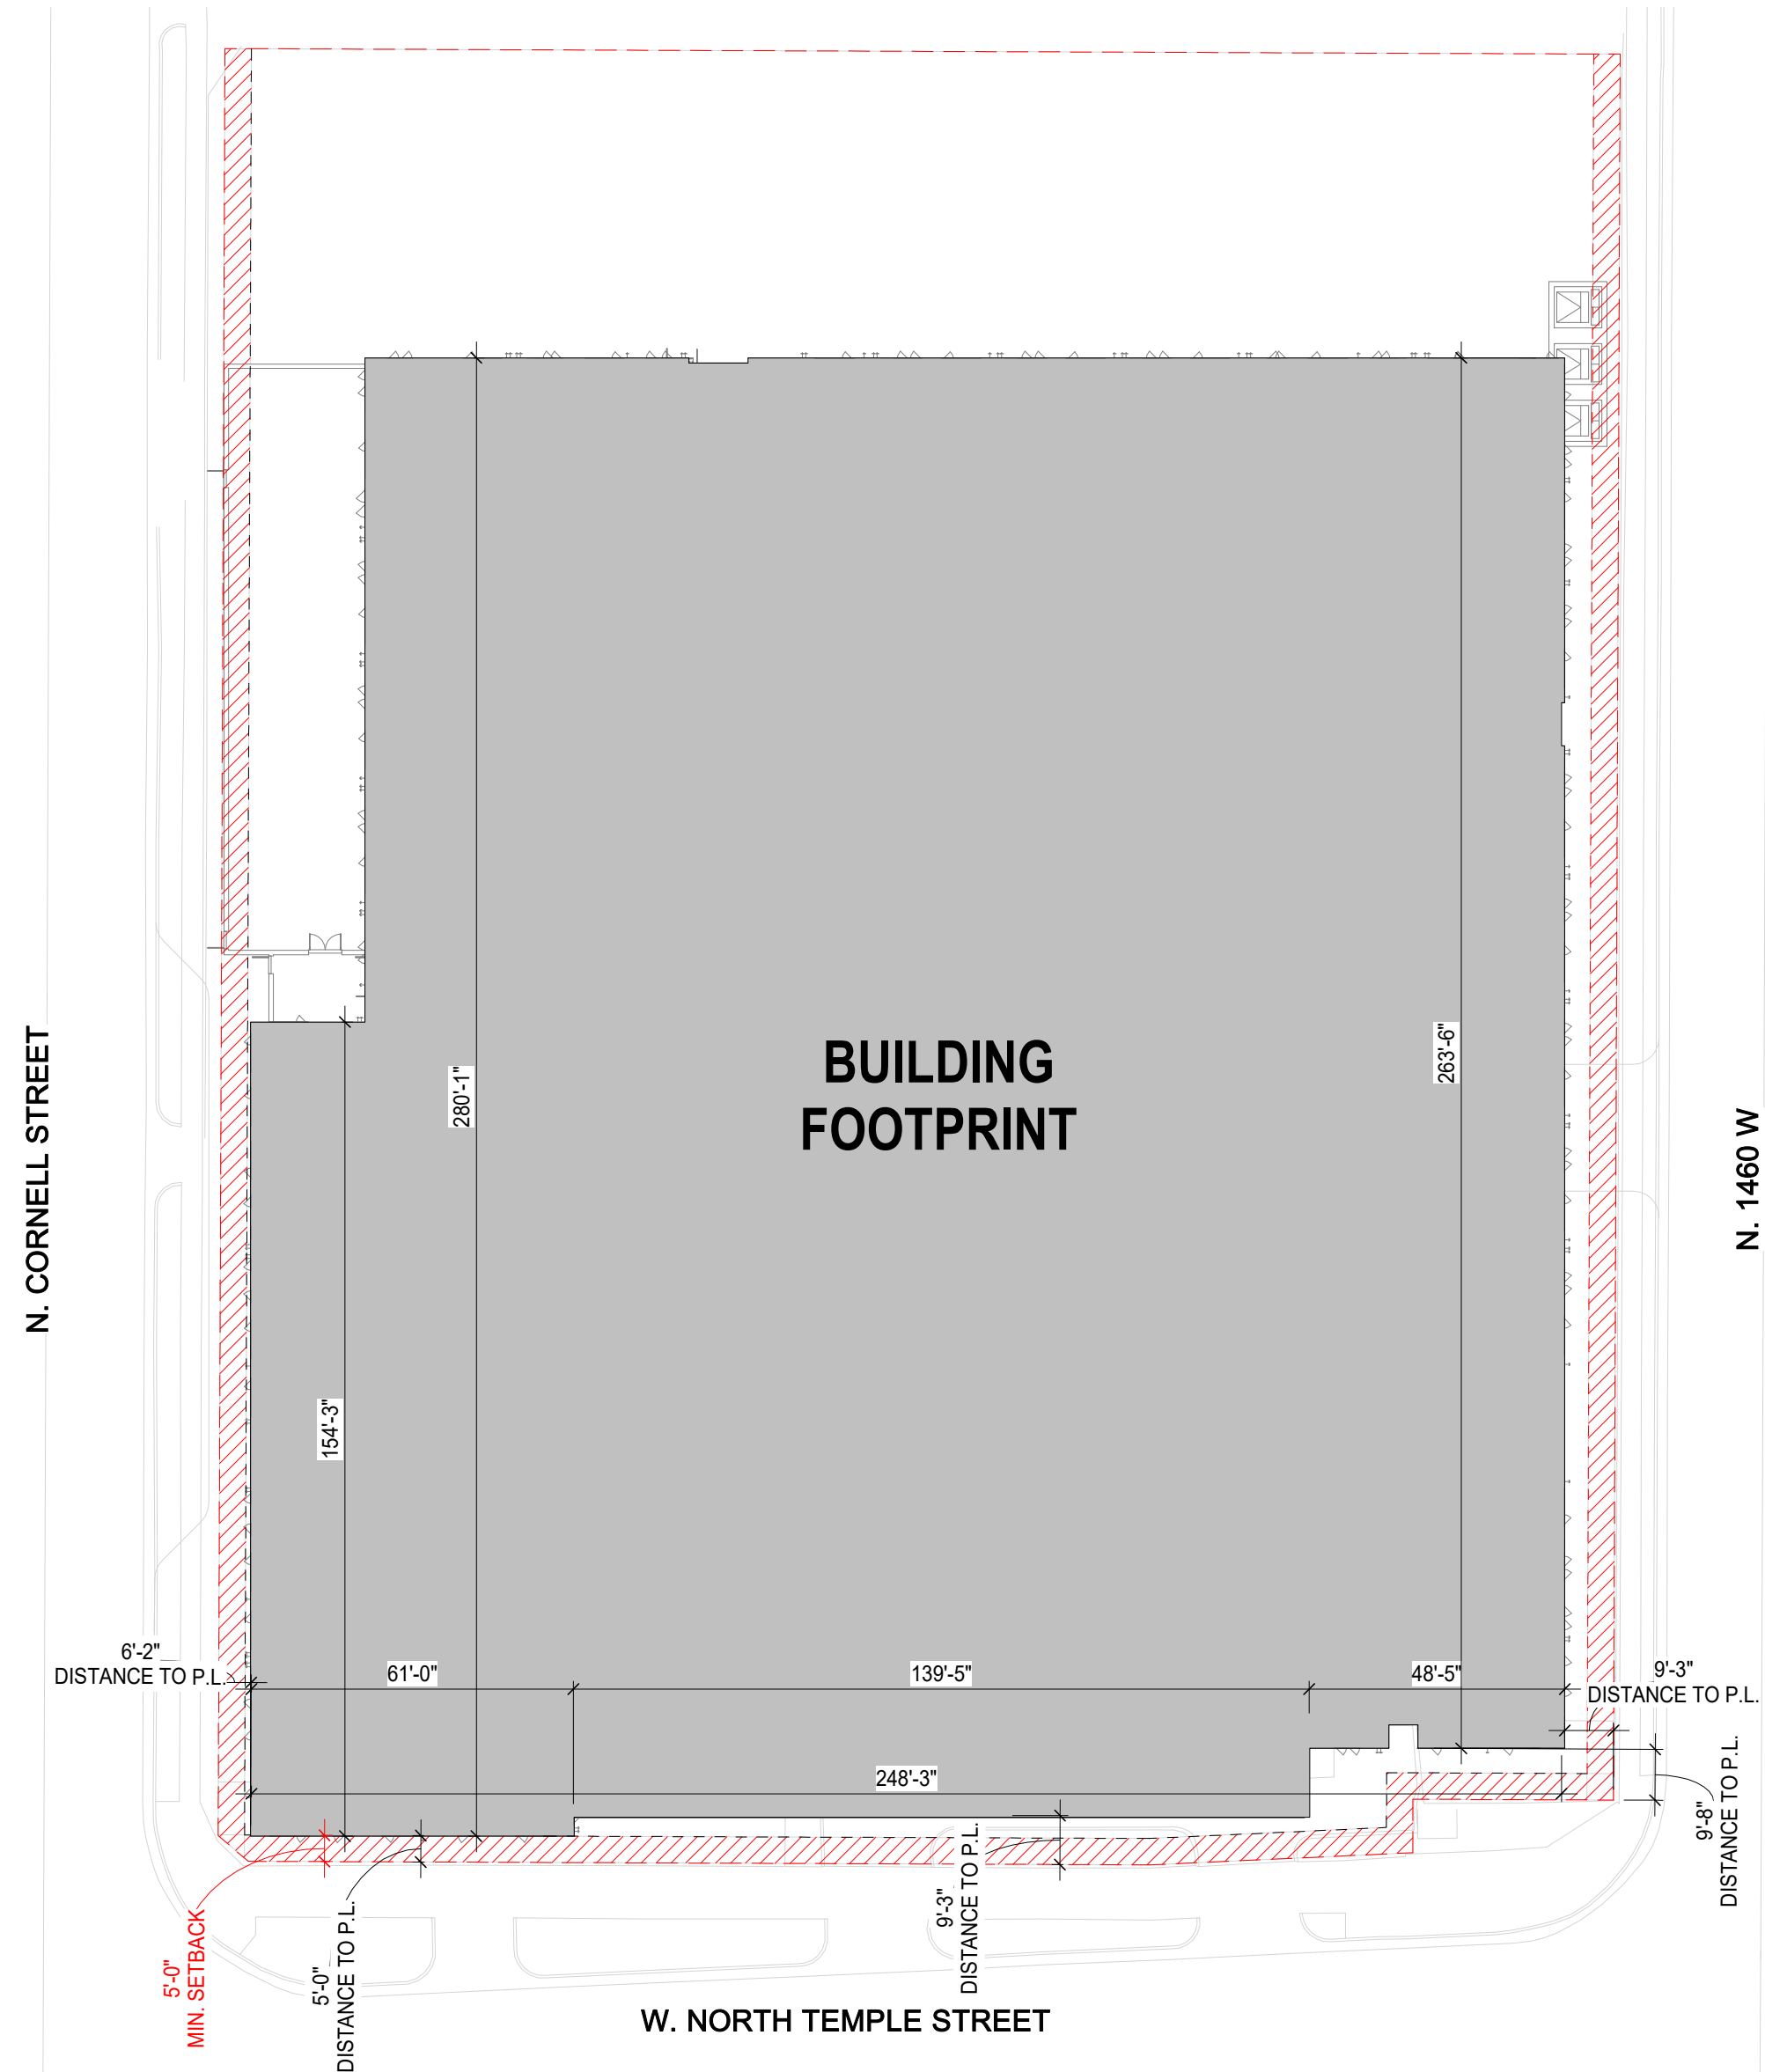 BUILDING
FOOTPRINT
N. CORNELL STREET
N. 1460 W
280'-1"
263'-6"
154'-3"
6'-2"
DISTANCE TO P.L.
61'-0"
139'-5"
48'-5"
9'-3"
DISTANCE TO P.L.
248'-3"
9'-8"
DISTANCE TO P.L.
5'-0"
MIN. SETBACK
5'-0"
DISTANCE TO P.L.
9'-3"
DISTANCE TO P.L.
W. NORTH TEMPLE STREET